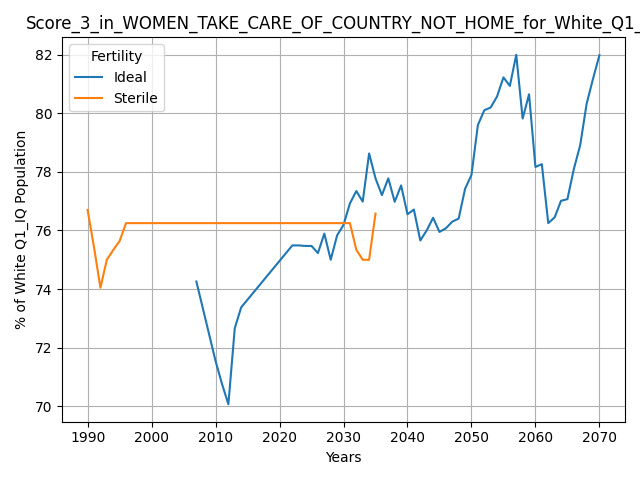 Score_3_in_WOMEN_TAKE_CARE_OF_COUNTRY_NOT_HOME_for_White_Q1_
Fertility
Ideal
Sterile
82
80
78
76
74
72
70
% of White Q1_IQ Population
1990 2000 2010 2020 2030 2040 2050 2060 2070
Years